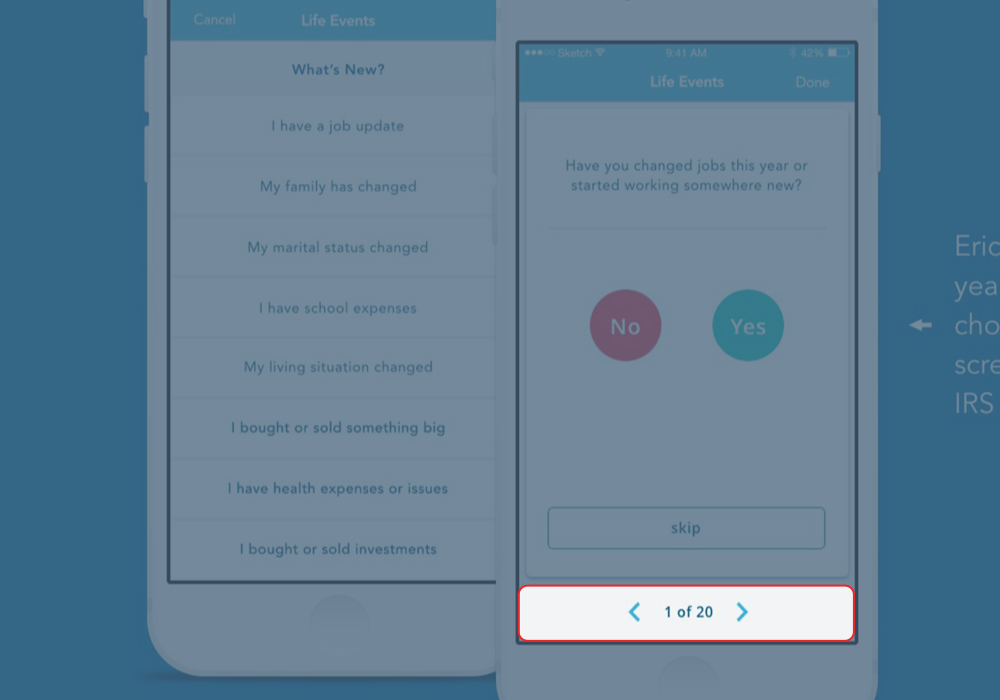 Cancel
Life Events
What's New?
I have a job update
My family has changed
My marital status changed
I have school expenses
My living situation changed
I bought or sold something big
I have health expenses or issues
I bought or sold investments
Sketch
9:41 AM
42%
Life Events
Done
Have you changed jobs this year or
started working somewhere new?
No
Yes
skip
1 of 20
Eric
yea
cho
scre
IRS